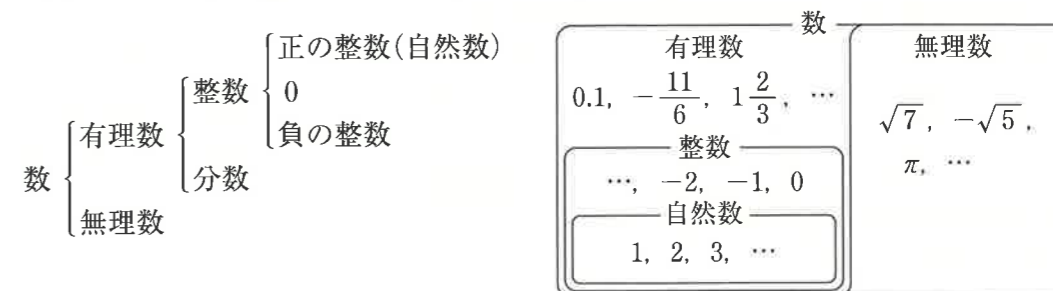 数
有理数
無理数
整数
分数
正の整数(自然数)
0
負の整数
数
有理数
0.1, −11/6, 1 2/3, …
整数
…, −2, −1, 0
自然数
1, 2, 3, …
無理数
√7, −√5,
π, …